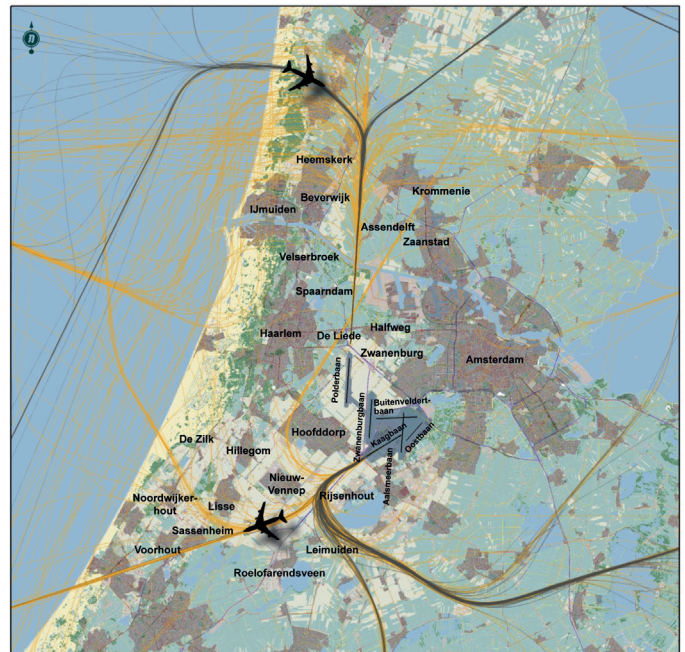 n
Heemskerk
Krommenie
Beverwijk
IJmuiden
Assendelft
Zaanstad
Velserbroek
Spaarndam
Halfweg
Haarlem
De Liede
Zwanenburg
Amsterdam
Polderbaan
Buitenveldert-
baan
Zwanenburgbaan
Kaagbaan
Oostbaan
Aalsmeerbaan
Hoofddorp
De Zilk
Hillegom
Nieuw-
Vennep
Noordwijker-
hout
Rijsenhout
Lisse
Sassenheim
Voorhout
Leimuiden
Roelofarendsveen